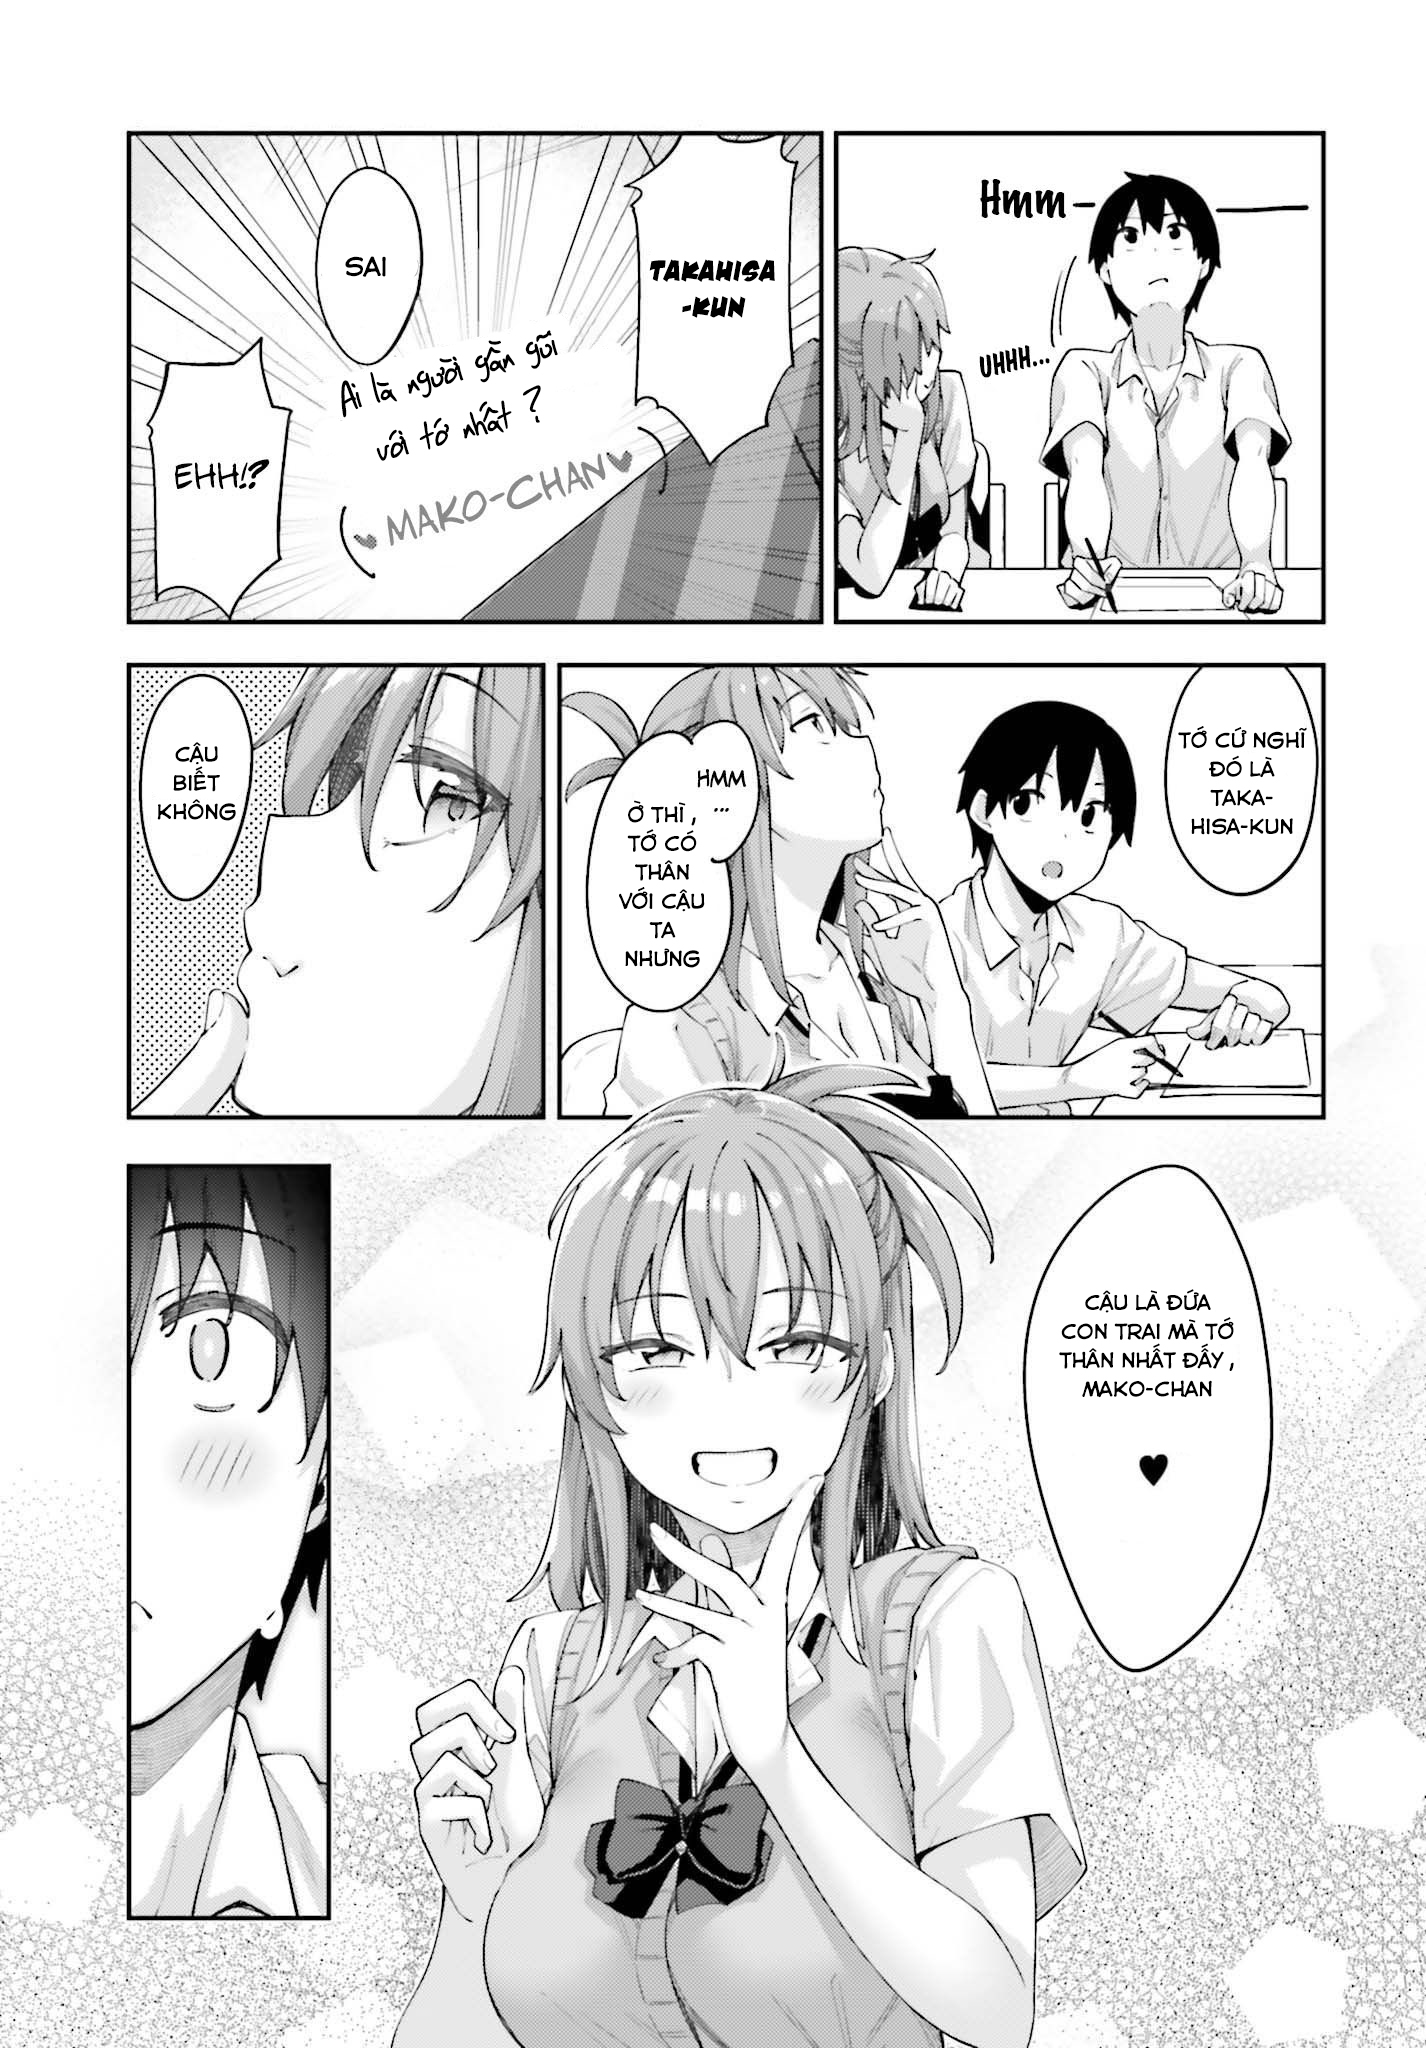 Hmm
UHHH...
TAKAHISA
-KUN
SAI
Ai là người gần gũi
với tớ nhất ?
MAKO-CHAN
EHH!?
TỚ CỨ NGHĨ
ĐÓ LÀ
TAKA-
HISA-KUN
HMM
...
Ờ THÌ ,
TỚ CÓ
THÂN
VỚI CẬU
TA
NHƯNG
CẬU
BIẾT
KHÔNG
CẬU LÀ ĐỨA
CON TRAI MÀ TỚ
THÂN NHẤT ĐẤY ,
MAKO-CHAN
♥